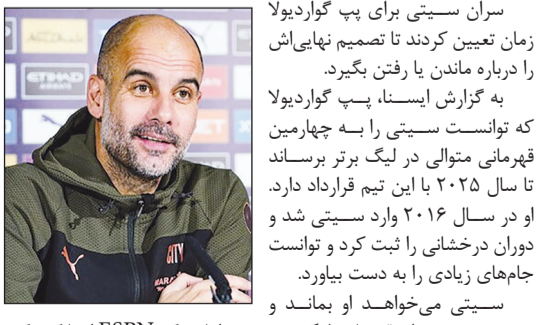 سران سیتی برای پپ گواردیولا
زمان تعیین کردند تا تصمیم نهایی‌اش
را درباره ماندن یا رفتن بگیرد.
به گزارش ایسنا، پپ گواردیولا
که توانست سیتی را به چهارمین
قهرمانی متوالی در لیگ برتر برساند
تا سال ۲۰۲۵ با این تیم قرارداد دارد.
او در سال ۲۰۱۶ وارد سیتی شد و
دوران درخشانی را ثبت کرد و توانست
جام‌های زیادی را به دست بیاورد.
سیتی می‌خواهد او بماند و
ESPN
ETIHAD
CITY